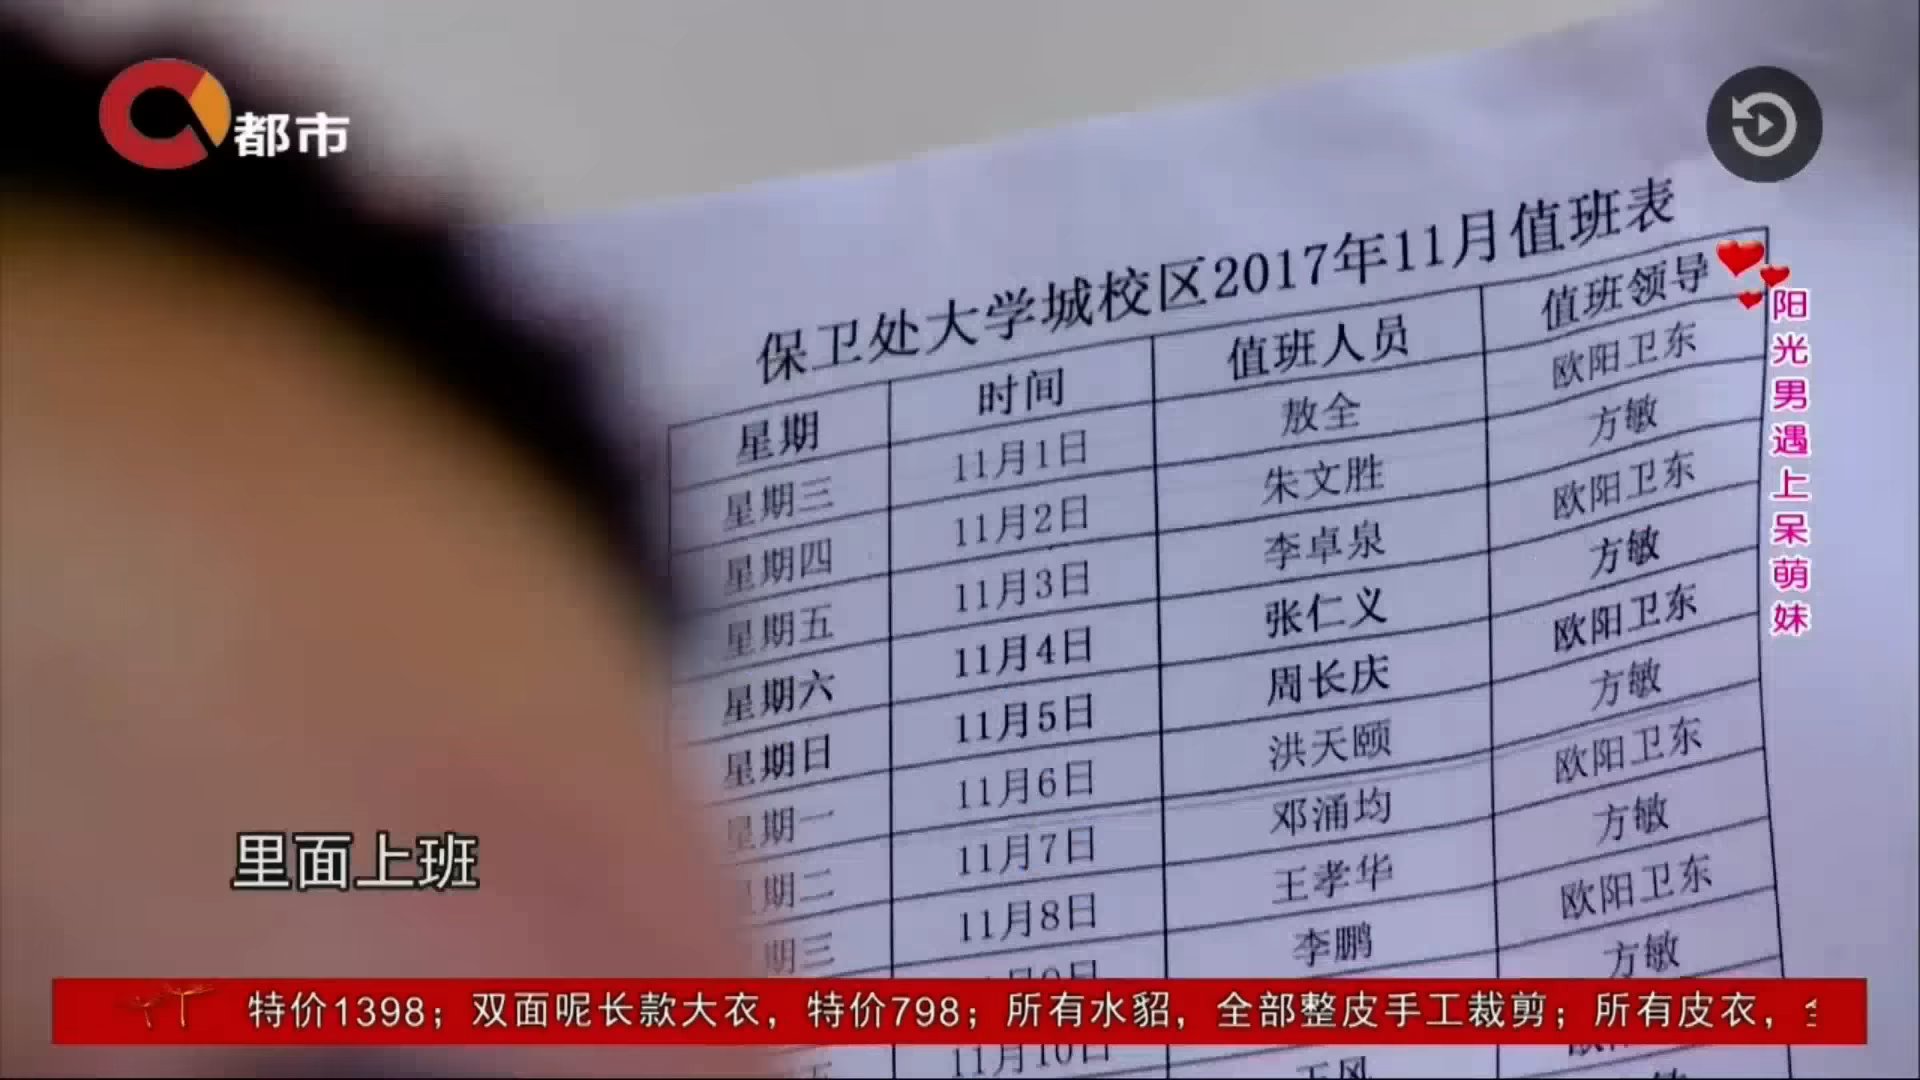 都市
保卫处大学城校区2017年11月值班表
星期 时间 值班人员 值班领导
星期三 11月1日 敖全 欧阳卫东
星期四 11月2日 朱文胜 方敏
星期五 11月3日 李卓泉 欧阳卫东
星期六 11月4日 张仁义 方敏
星期日 11月5日 周长庆 欧阳卫东
星期一 11月6日 洪天颐 方敏
期二 11月7日 邓涌均 欧阳卫东
期三 11月8日 王孝华 方敏
李鹏 欧阳卫东
11月10日 方敏
阳光男遇上呆萌妹
里面上班
特价1398；双面呢长款大衣，特价798；所有水貂，全部整皮手工裁剪；所有皮衣，